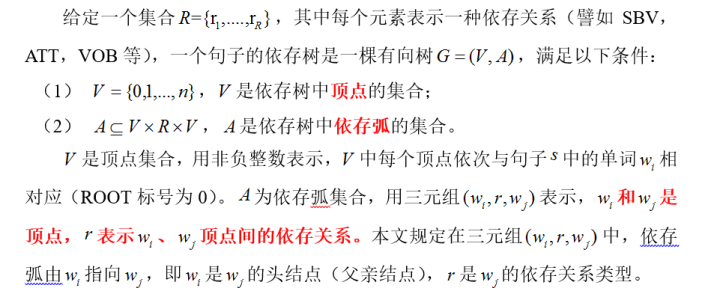 给定一个集合 R={r₁,....,r_R}，其中每个元素表示一种依存关系（譬如 SBV，
ATT，VOB 等），一个句子的依存树是一棵有向树 G = (V, A)，满足以下条件：
（1） V = {0,1,...,n}，V 是依存树中顶点的集合；
（2） A ⊆ V × R × V，A 是依存树中依存弧的集合。
V 是顶点集合，用非负整数表示，V 中每个顶点依次与句子 s 中的单词 w_i 相
对应（ROOT 标号为 0）。A 为依存弧集合，用三元组 (w_i, r, w_j) 表示，w_i 和 w_j 是
顶点，r 表示 w_i 、w_j 顶点间的依存关系。本文规定在三元组 (w_i, r, w_j) 中，依存
弧由 w_i 指向 w_j，即 w_i 是 w_j 的头结点（父亲结点），r 是 w_j 的依存关系类型。